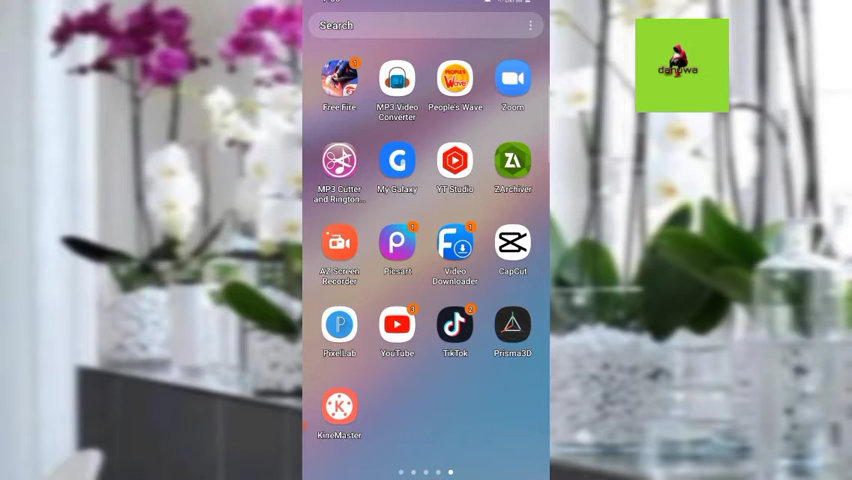 Search
Free Fire
MP3 Video
Converter
People's Wave
Zoom
MP3 Cutter
and Rington...
My Galaxy
YT Studio
ZArchiver
AZ Screen
Recorder
Picsart
Video
Downloader
CapCut
PixelLab
YouTube
TikTok
Prisma3D
KineMaster